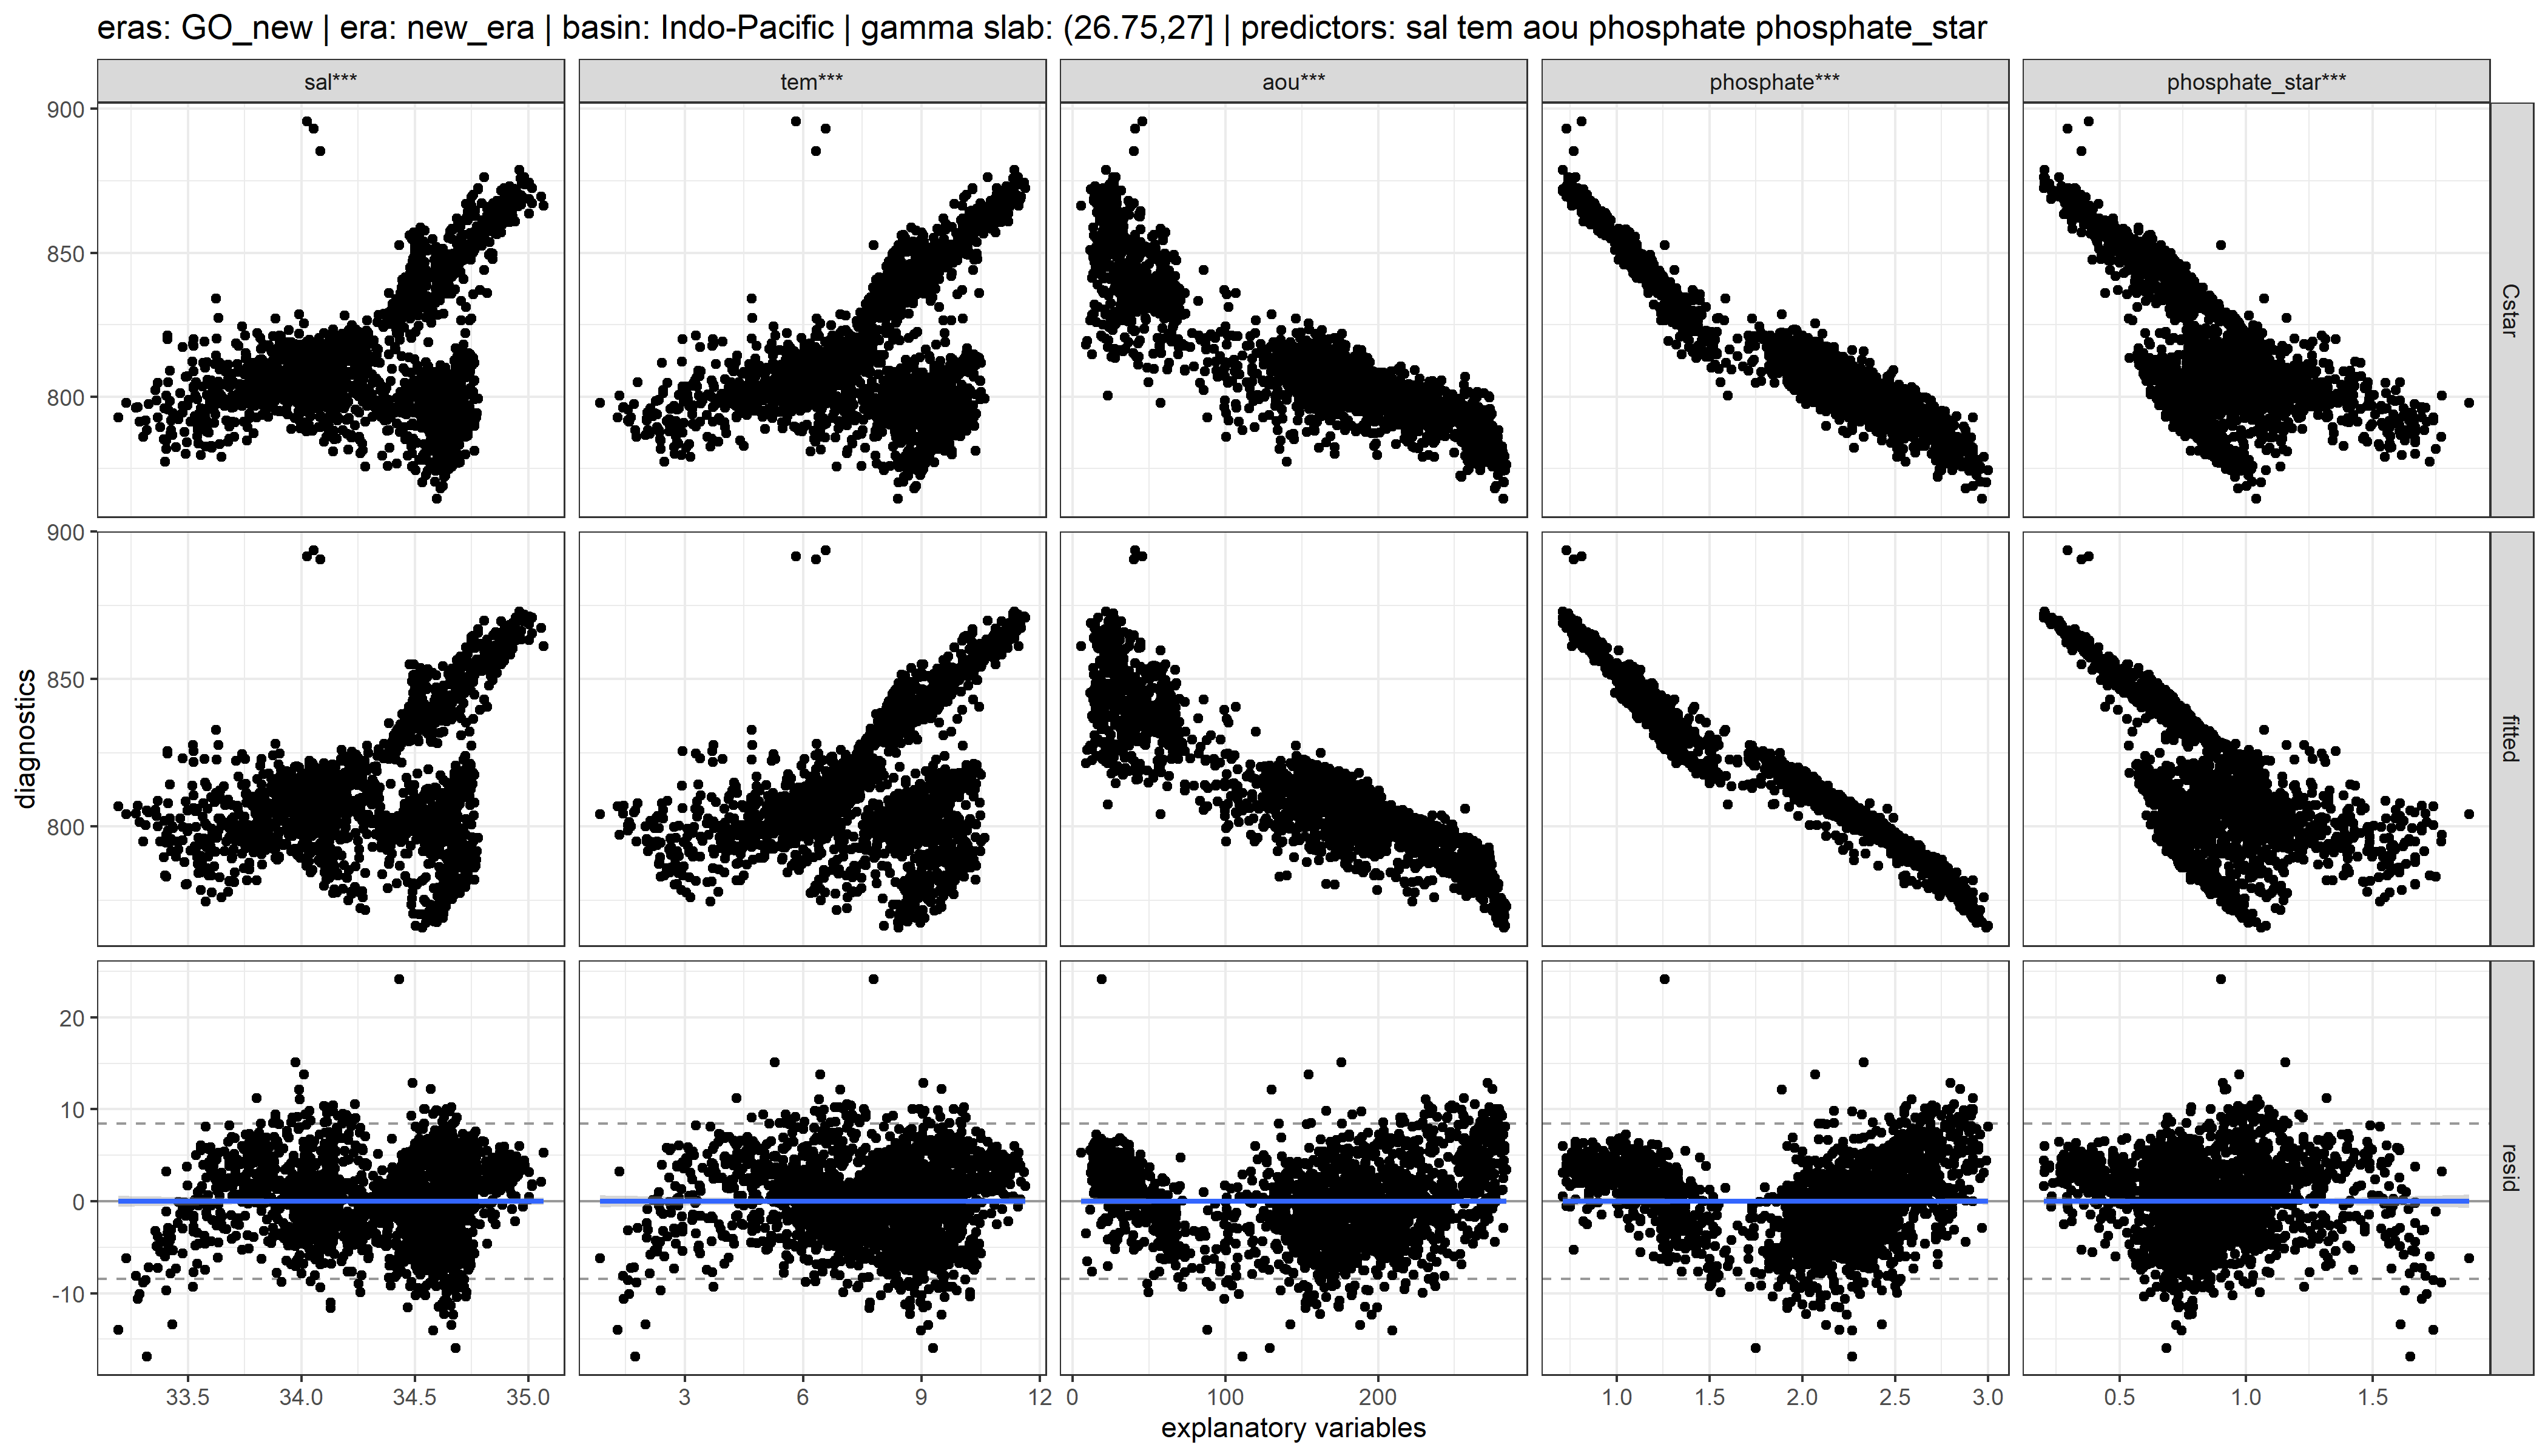 eras: GO_new | era: new_era | basin: Indo-Pacific | gamma slab: (26.75,27] | predictors: sal tem aou phosphate phosphate_star
sal*** tem*** aou*** phosphate*** phosphate_star***
900
850
800
Cstar
900
850
800
fitted
diagnostics
20
10
0
-10
resid
33.5 34.0 34.5 35.0 3 6 9 12 0 100 200 1.0 1.5 2.0 2.5 3.0 0.5 1.0 1.5
explanatory variables